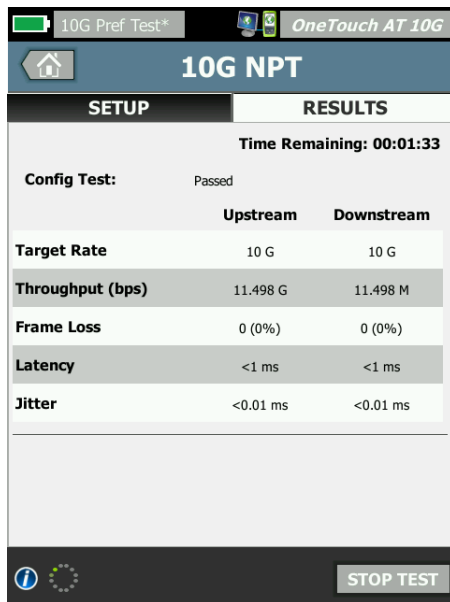 10G Pref Test*
OneTouch AT 10G
10G NPT
SETUP RESULTS
Time Remaining: 00:01:33
Config Test: Passed
Upstream Downstream
Target Rate 10 G 10 G
Throughput (bps) 11.498 G 11.498 M
Frame Loss 0 (0%) 0 (0%)
Latency <1 ms <1 ms
Jitter <0.01 ms <0.01 ms
STOP TEST